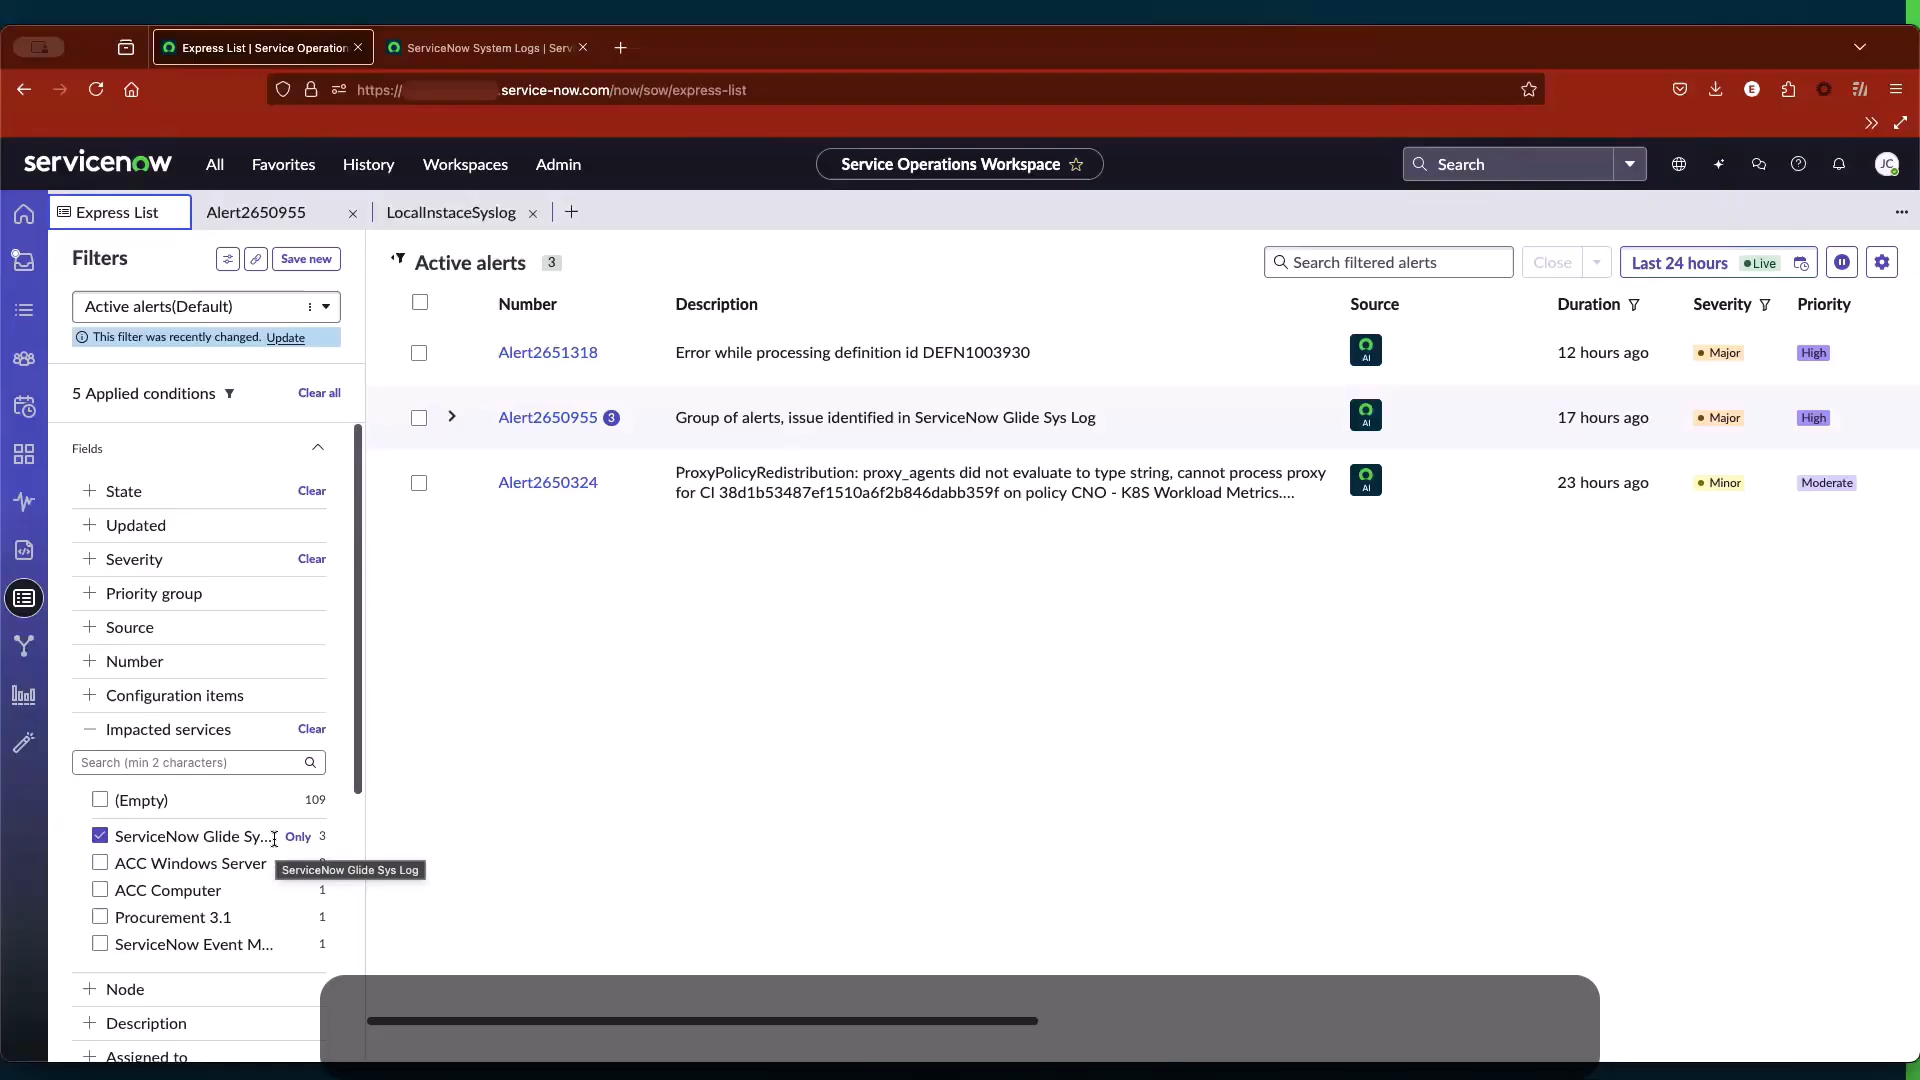 Express List | Service Operation
ServiceNow System Logs | Serv
https://
.service-now.com/now/sow/express-list
E
servicenow
All
Favorites
History
Workspaces
Admin
Service Operations Workspace
Search
JC
Express List
Alert2650955
LocalInstaceSyslog
Filters
Save new
Active alerts(Default)
This filter was recently changed. Update
5 Applied conditions
Clear all
Fields
State Clear
Updated
Severity Clear
Priority group
Source
Number
Configuration items
Impacted services Clear
Search (min 2 characters)
(Empty) 109
ServiceNow Glide Sy... Only 3
ACC Windows Server
ServiceNow Glide Sys Log
ACC Computer 1
Procurement 3.1 1
ServiceNow Event M... 1
Node
Description
Assigned to
Active alerts 3
Search filtered alerts
Close
Last 24 hours Live
Number Description Source Duration Severity Priority
Alert2651318 Error while processing definition id DEFN1003930 AI 12 hours ago Major High
Alert2650955 3 Group of alerts, issue identified in ServiceNow Glide Sys Log AI 17 hours ago Major High
Alert2650324 ProxyPolicyRedistribution: proxy_agents did not evaluate to type string, cannot process proxy
for CI 38d1b53487ef1510a6f2b846dabb359f on policy CNO - K8S Workload Metrics.... AI 23 hours ago Minor Moderate